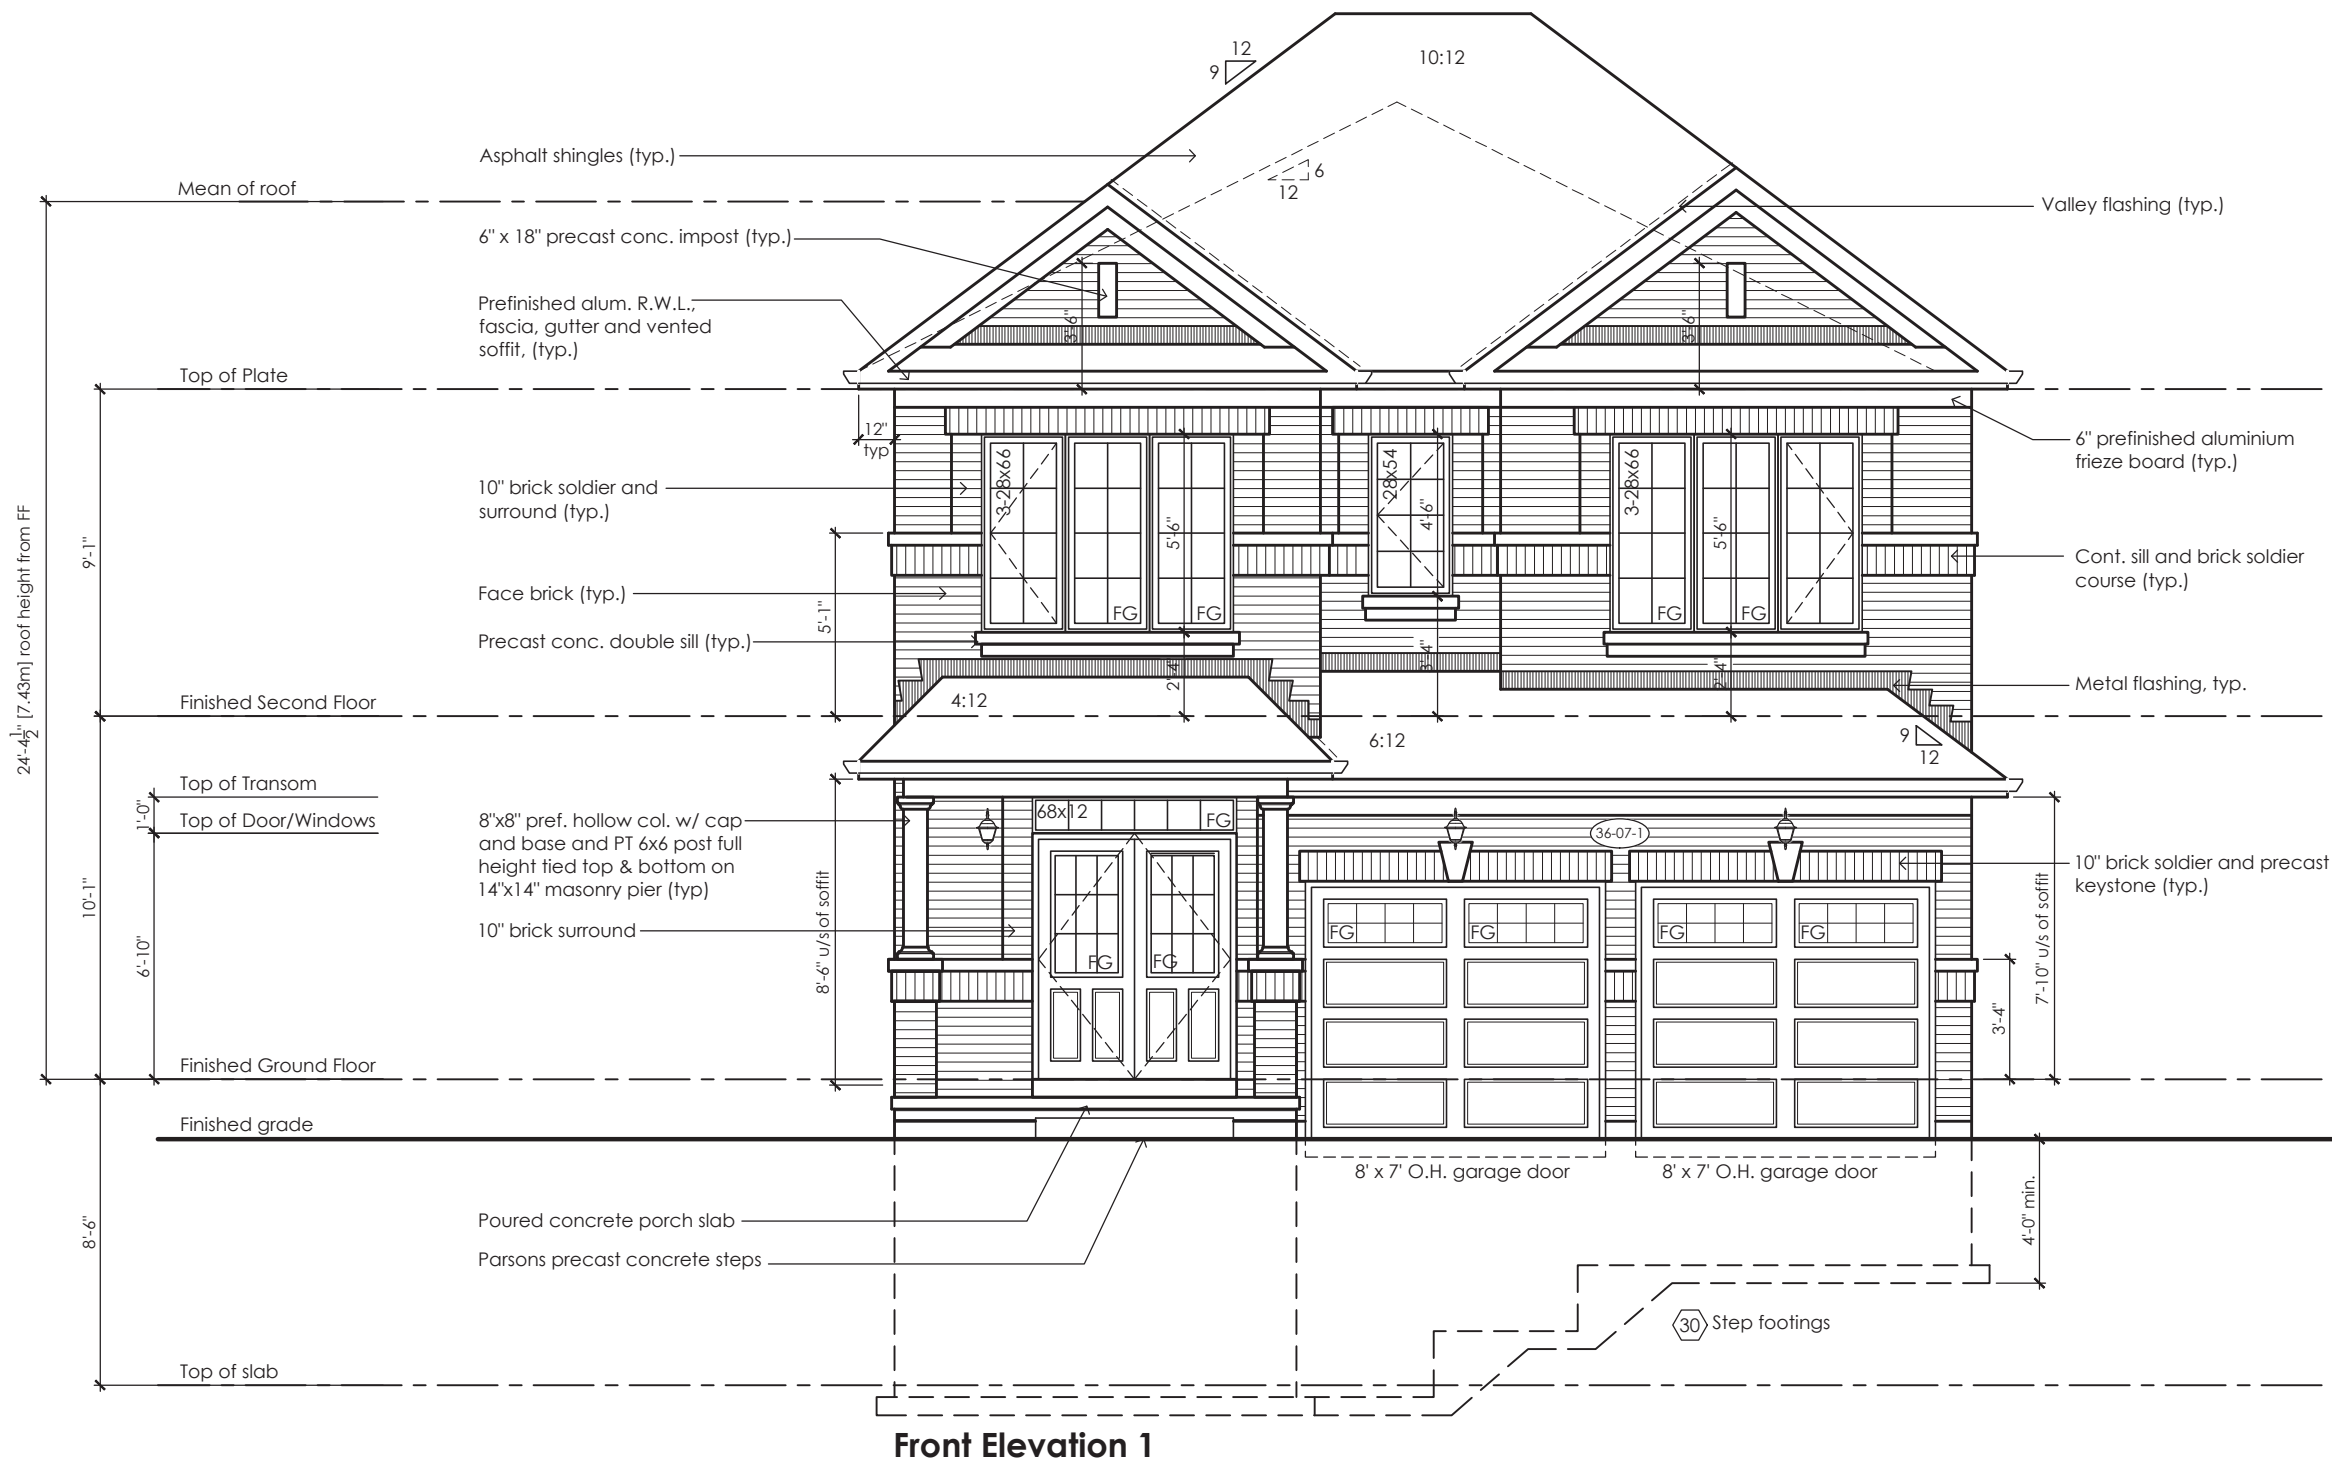 12
9
10:12
Asphalt shingles (typ.)
6
12
Mean of roof
Valley flashing (typ.)
6" x 18" precast conc. impost (typ.)
Prefinished alum. R.W.L.,
fascia, gutter and vented
soffit, (typ.)
3'-6"
3'-6"
Top of Plate
12"
typ
6" prefinished aluminium
frieze board (typ.)
10" brick soldier and
surround (typ.)
3-28x66
28x54
3-28x66
5'-6"
4'-6"
5'-6"
9'-1"
24'-4 1/2" [7.43m] roof height from FF
Cont. sill and brick soldier
course (typ.)
Face brick (typ.)
FG
FG
FG
FG
5'-1"
Precast conc. double sill (typ.)
2'-4"
3'-4"
2'-4"
Metal flashing, typ.
Finished Second Floor
4:12
6:12
9
12
Top of Transom
1'-0"
Top of Door/Windows
8"x8" pref. hollow col. w/ cap
and base and PT 6x6 post full
height tied top & bottom on
14"x14" masonry pier (typ)
68x12
FG
36-07-1
10" brick soldier and precast
keystone (typ.)
10'-1"
6'-10"
8'-6" u/s of soffit
7'-10" u/s of soffit
10" brick surround
FG
FG
FG
FG
FG
FG
3'-4"
Finished Ground Floor
Finished grade
8' x 7' O.H. garage door
8' x 7' O.H. garage door
4'-0" min.
Poured concrete porch slab
Parsons precast concrete steps
8'-6"
30
Step footings
Top of slab
Front Elevation 1